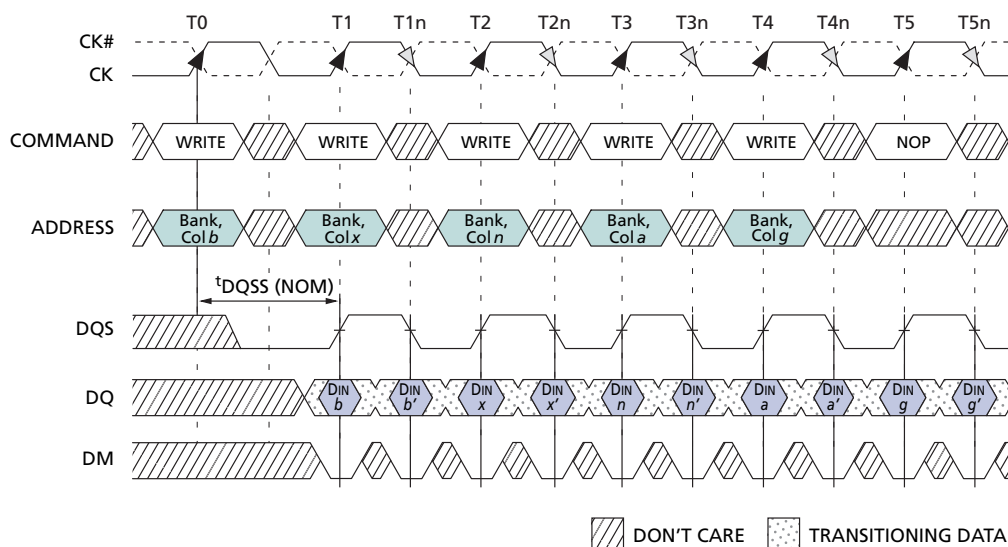 T0 T1 T1n T2 T2n T3 T3n T4 T4n T5 T5n
CK#
CK
COMMAND WRITE WRITE WRITE WRITE WRITE NOP
ADDRESS Bank, Col b Bank, Col x Bank, Col n Bank, Col a Bank, Col g
tDQSS (NOM)
DQS
DQ DIN b DIN b' DIN x DIN x' DIN n DIN n' DIN a DIN a' DIN g DIN g'
DM
DON'T CARE TRANSITIONING DATA